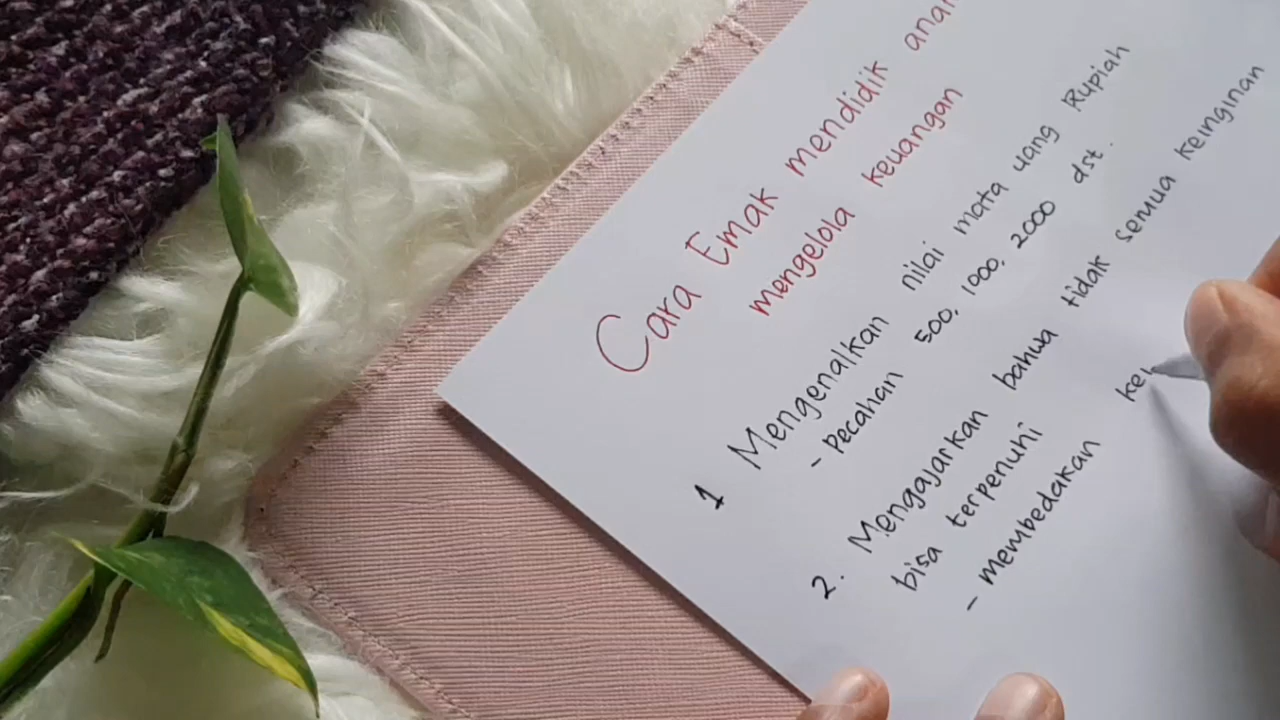 Cara Emak mendidik anak
mengelola keuangan
1 Mengenalkan nilai mata uang Rupiah
- Pecahan 500, 1000, 2000 dst.
2. Mengajarkan bahwa tidak semua keinginan
bisa terpenuhi
- membedakan